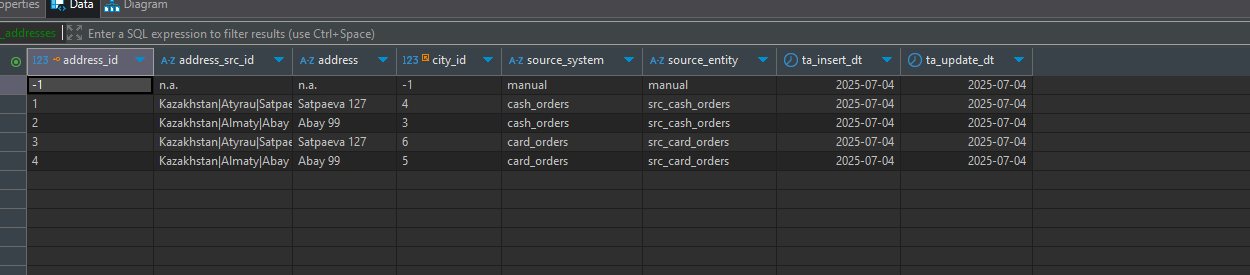 roperties Data Diagram
_addresses Enter a SQL expression to filter results (use Ctrl+Space)
123 address_id A-Z address_src_id A-Z address 123 city_id A-Z source_system A-Z source_entity ta_insert_dt ta_update_dt
-1 n.a. n.a. -1 manual manual 2025-07-04 2025-07-04
1 Kazakhstan|Atyrau|Satpae Satpaeva 127 4 cash_orders src_cash_orders 2025-07-04 2025-07-04
2 Kazakhstan|Almaty|Abay Abay 99 3 cash_orders src_cash_orders 2025-07-04 2025-07-04
3 Kazakhstan|Atyrau|Satpae Satpaeva 127 6 card_orders src_card_orders 2025-07-04 2025-07-04
4 Kazakhstan|Almaty|Abay Abay 99 5 card_orders src_card_orders 2025-07-04 2025-07-04